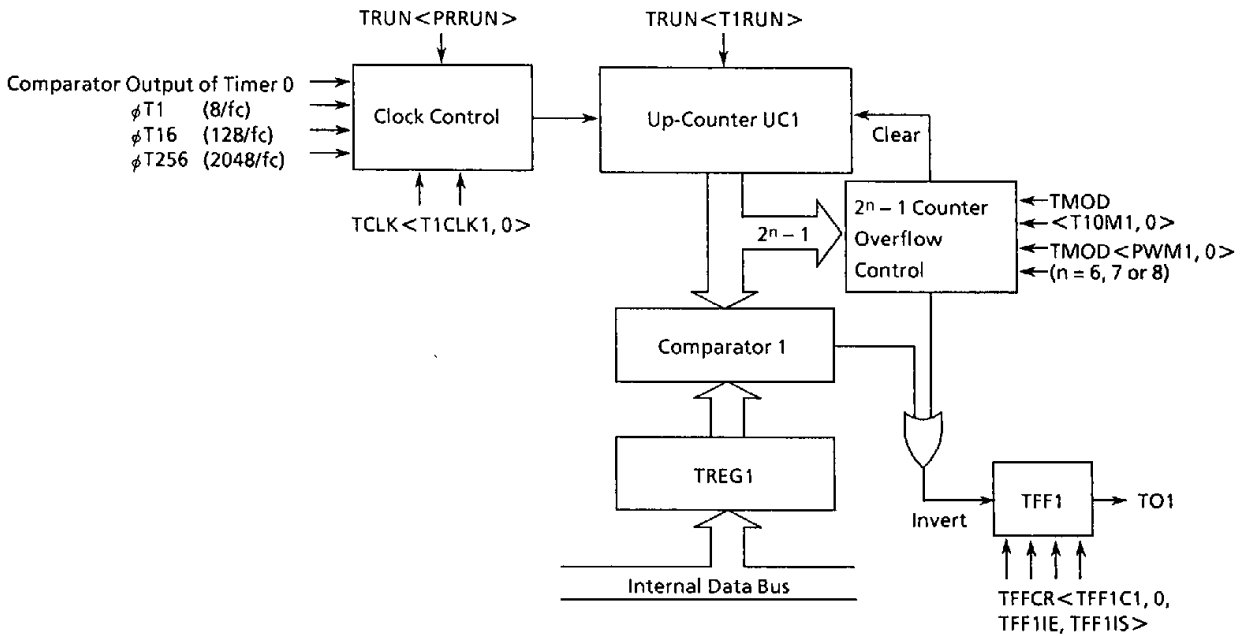 TRUN<PRRUN>
TRUN<T1RUN>
Comparator Output of Timer 0
φT1 (8/fc)
φT16 (128/fc)
φT256 (2048/fc)
Clock Control
Up-Counter UC1
Clear
TCLK<T1CLK1, 0>
2ⁿ – 1
2ⁿ – 1 Counter
Overflow
Control
TMOD
<T10M1, 0>
TMOD<PWM1, 0>
(n = 6, 7 or 8)
Comparator 1
TREG1
Internal Data Bus
Invert
TFF1
TO1
TFFCR<TFF1C1, 0,
TFF1IE, TFF1IS>